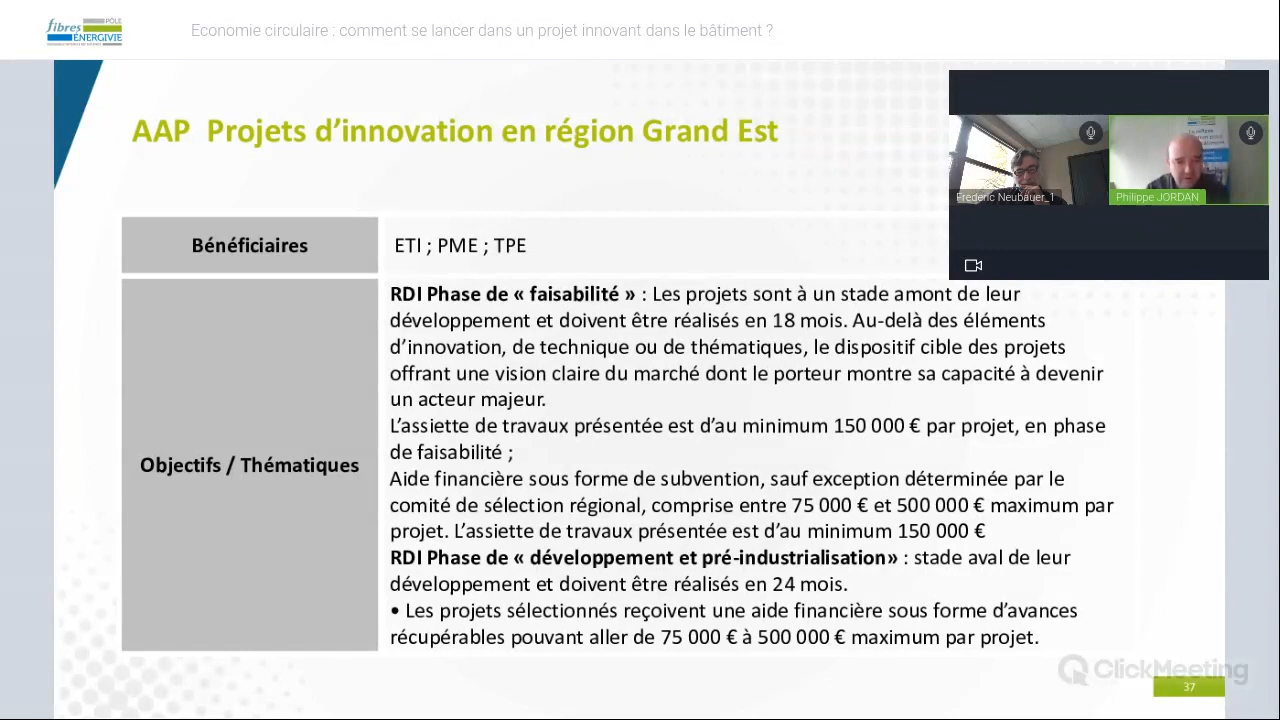 fibres
PÔLE
ÉNERGIVIE
Economie circulaire : comment se lancer dans un projet innovant dans le bâtiment ?
AAP Projets d’innovation en région Grand Est
Frédéric Neubauer_1
Philippe JORDAN
Bénéficiaires
ETI ; PME ; TPE
Objectifs / Thématiques
RDI Phase de « faisabilité » : Les projets sont à un stade amont de leur
développement et doivent être réalisés en 18 mois. Au-delà des éléments
d’innovation, de technique ou de thématiques, le dispositif cible des projets
offrant une vision claire du marché dont le porteur montre sa capacité à devenir
un acteur majeur.
L’assiette de travaux présentée est d’au minimum 150 000 € par projet, en phase
de faisabilité ;
Aide financière sous forme de subvention, sauf exception déterminée par le
comité de sélection régional, comprise entre 75 000 € et 500 000 € maximum par
projet. L’assiette de travaux présentée est d’au minimum 150 000 €
RDI Phase de « développement et pré-industrialisation» : stade aval de leur
développement et doivent être réalisés en 24 mois.
• Les projets sélectionnés reçoivent une aide financière sous forme d’avances
récupérables pouvant aller de 75 000 € à 500 000 € maximum par projet.
ClickMeeting
37